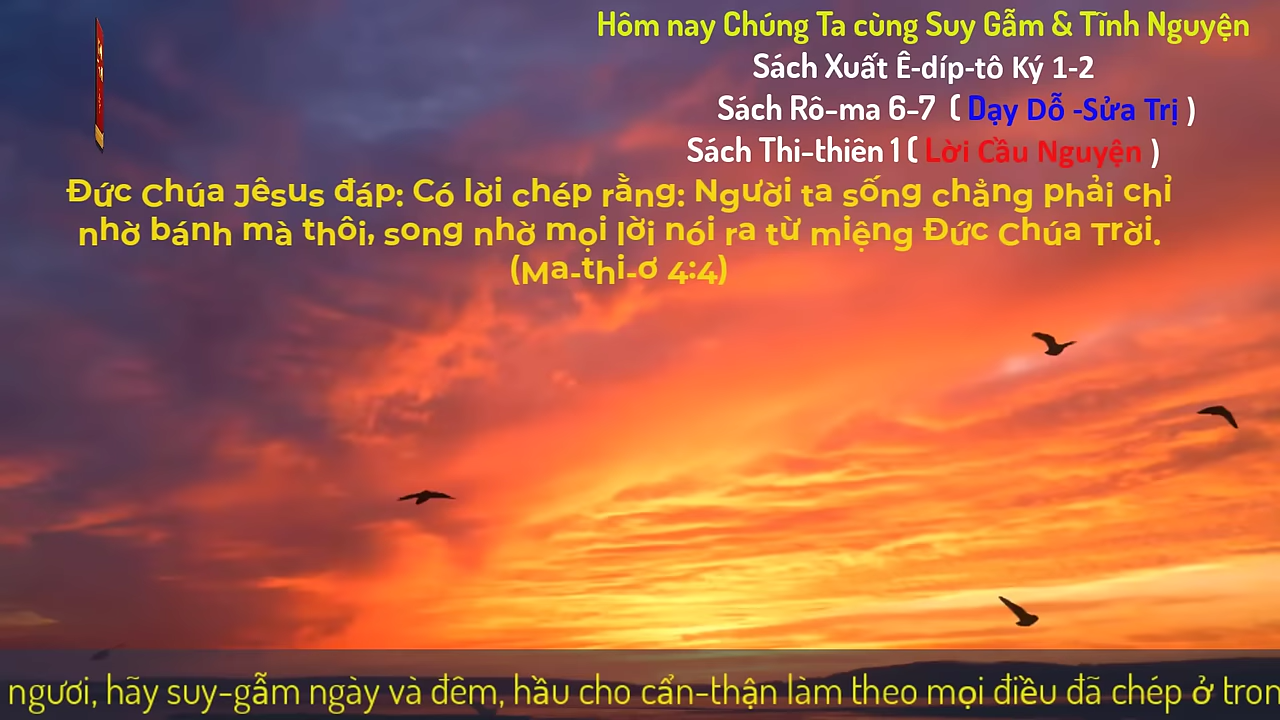 Hôm nay Chúng Ta cùng Suy Gẫm & Tĩnh Nguyện
Sách Xuất Ê-díp-tô Ký 1-2
Sách Rô-ma 6-7 ( Dạy Dỗ -Sửa Trị )
Sách Thi-thiên 1 ( Lời Cầu Nguyện )
Đức Chúa Jêsus đáp: Có lời chép rằng: Người ta sống chẳng phải chỉ
nhờ bánh mà thôi, song nhờ mọi lời nói ra từ miệng Đức Chúa Trời.
(Ma-thi-ơ 4:4)
ngươi, hãy suy-gẫm ngày và đêm, hầu cho cẩn-thận làm theo mọi điều đã chép ở tron